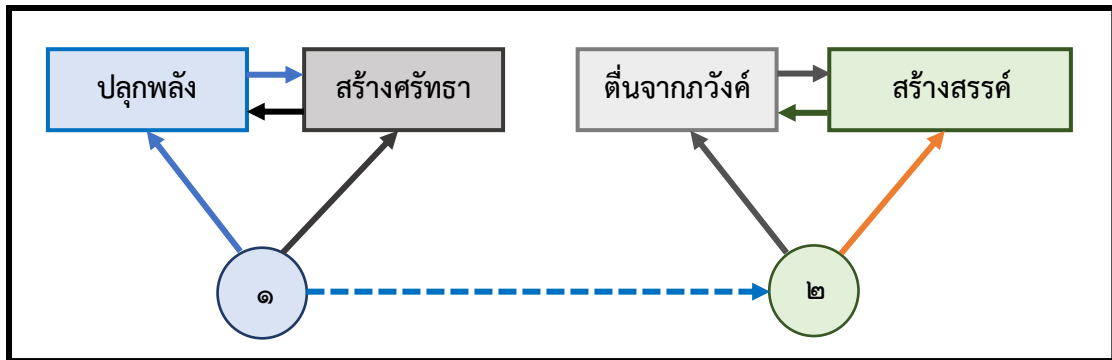 ปลุกพลัง
สร้างศรัทธา
ตื่นจากภวังค์
สร้างสรรค์
๑
๒